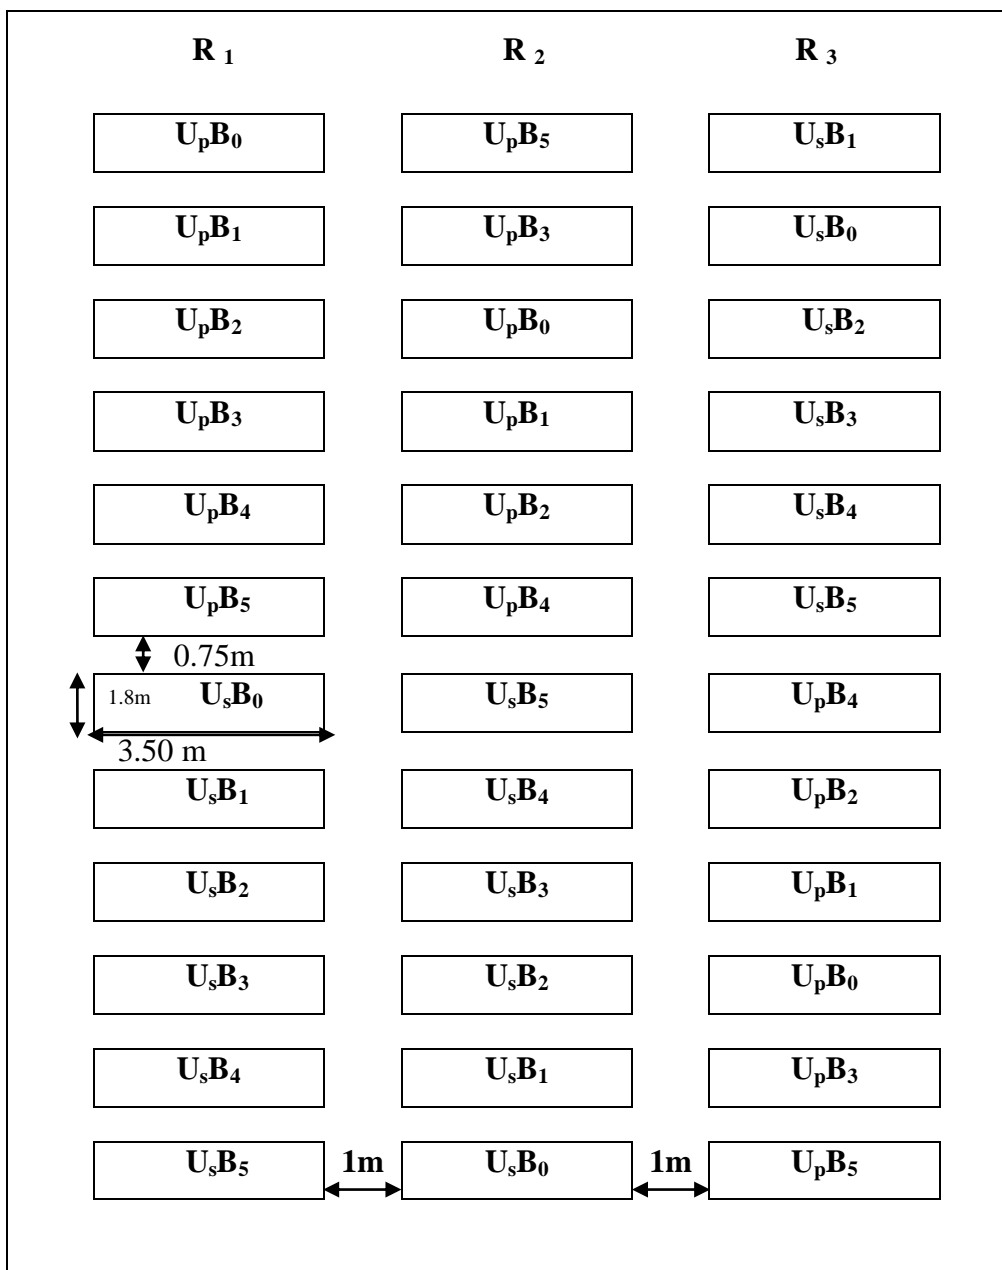 R 1 R 2 R 3
UpB0 UpB5 UsB1
UpB1 UpB3 UsB0
UpB2 UpB0 UsB2
UpB3 UpB1 UsB3
UpB4 UpB2 UsB4
UpB5 UpB4 UsB5
0.75m
1.8m UsB0 UsB5 UpB4
3.50 m
UsB1 UsB4 UpB2
UsB2 UsB3 UpB1
UsB3 UsB2 UpB0
UsB4 UsB1 UpB3
UsB5 1m UsB0 1m UpB5